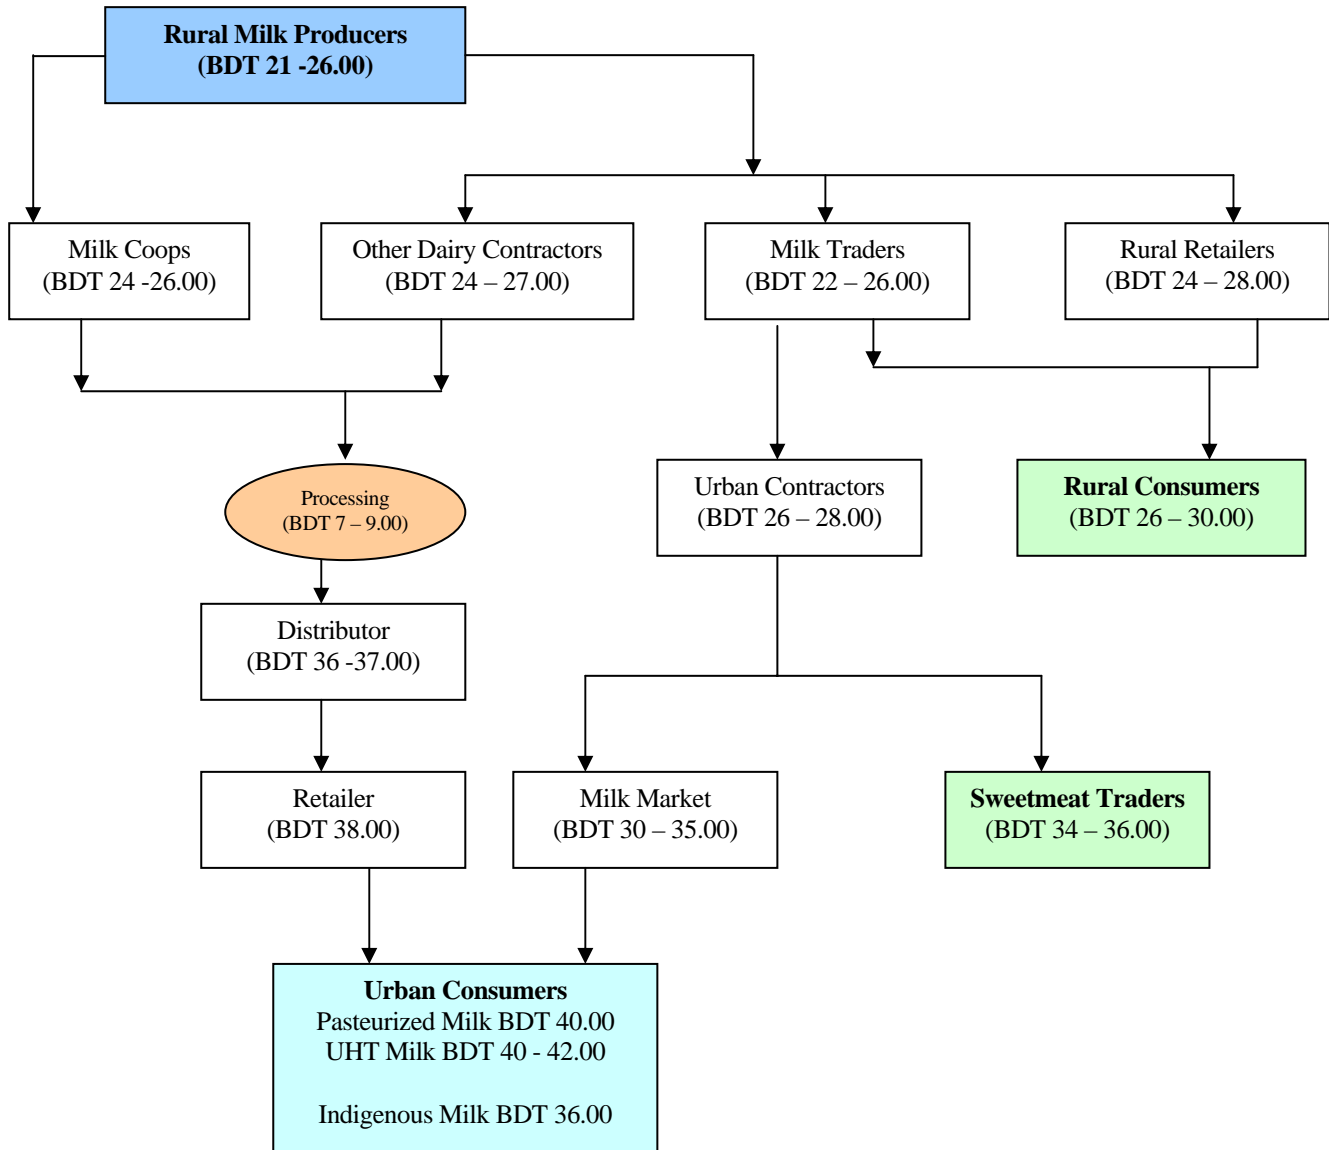 Rural Milk Producers
(BDT 21 -26.00)
Milk Coops
(BDT 24 -26.00)
Other Dairy Contractors
(BDT 24 – 27.00)
Milk Traders
(BDT 22 – 26.00)
Rural Retailers
(BDT 24 – 28.00)
Processing
(BDT 7 – 9.00)
Urban Contractors
(BDT 26 – 28.00)
Rural Consumers
(BDT 26 – 30.00)
Distributor
(BDT 36 -37.00)
Retailer
(BDT 38.00)
Milk Market
(BDT 30 – 35.00)
Sweetmeat Traders
(BDT 34 – 36.00)
Urban Consumers
Pasteurized Milk BDT 40.00
UHT Milk BDT 40 - 42.00
Indigenous Milk BDT 36.00